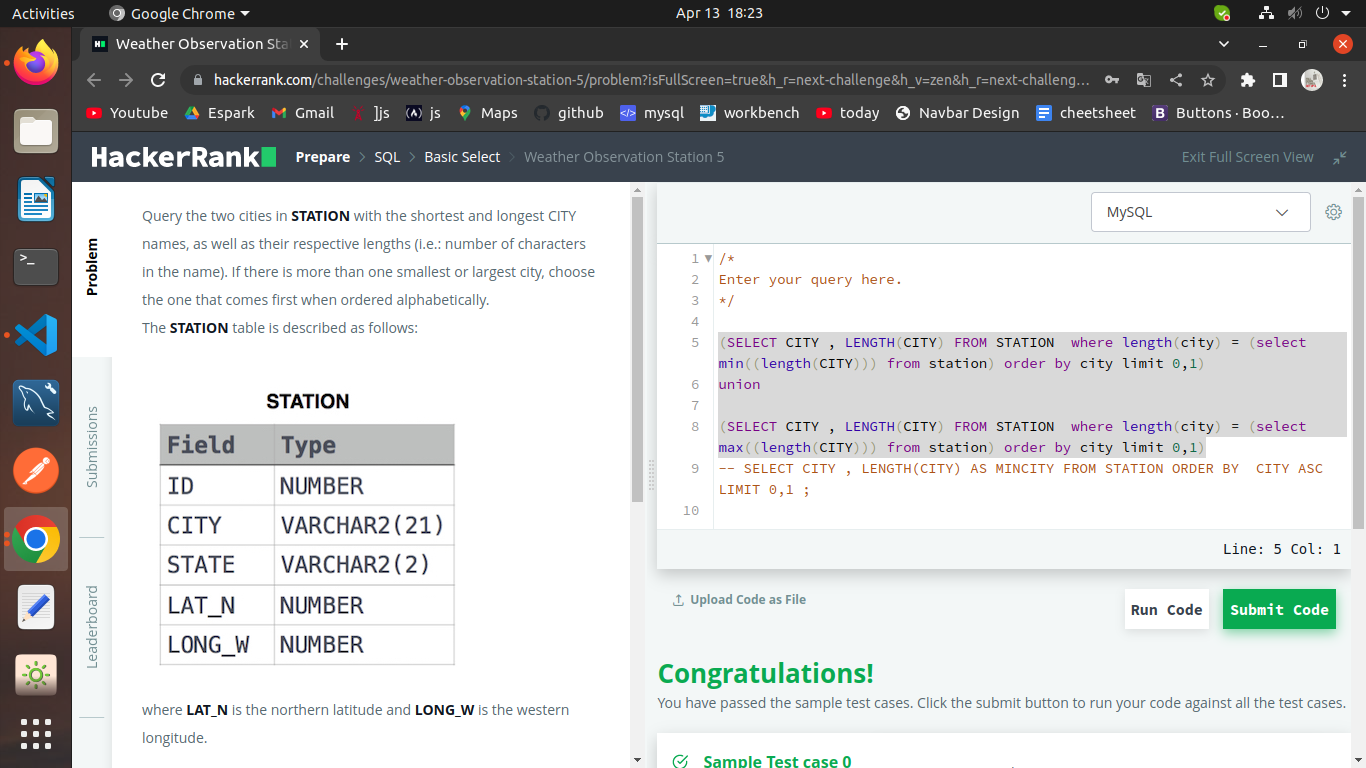 Activities
Google Chrome
Apr 13 18:23
Weather Observation Sta
hackerrank.com/challenges/weather-observation-station-5/problem?isFullScreen=true&h_r=next-challenge&h_v=zen&h_r=next-challeng…
Youtube
Espark
Gmail
]js
js
Maps
github
mysql
workbench
today
Navbar Design
cheetsheet
Buttons · Boo…
HackerRank
Prepare > SQL > Basic Select > Weather Observation Station 5
Exit Full Screen View
Problem
Submissions
Leaderboard
Query the two cities in STATION with the shortest and longest CITY
names, as well as their respective lengths (i.e.: number of characters
in the name). If there is more than one smallest or largest city, choose
the one that comes first when ordered alphabetically.
The STATION table is described as follows:
STATION
Field Type
ID NUMBER
CITY VARCHAR2(21)
STATE VARCHAR2(2)
LAT_N NUMBER
LONG_W NUMBER
where LAT_N is the northern latitude and LONG_W is the western
longitude.
MySQL
1 /*
2 Enter your query here.
3 */
4
5 (SELECT CITY , LENGTH(CITY) FROM STATION  where length(city) = (select
min((length(CITY))) from station) order by city limit 0,1)
6 union
7
8 (SELECT CITY , LENGTH(CITY) FROM STATION  where length(city) = (select
max((length(CITY))) from station) order by city limit 0,1)
9 -- SELECT CITY , LENGTH(CITY) AS MINCITY FROM STATION ORDER BY  CITY ASC
LIMIT 0,1 ;
10
Line: 5 Col: 1
Upload Code as File
Run Code
Submit Code
Congratulations!
You have passed the sample test cases. Click the submit button to run your code against all the test cases.
Sample Test case 0